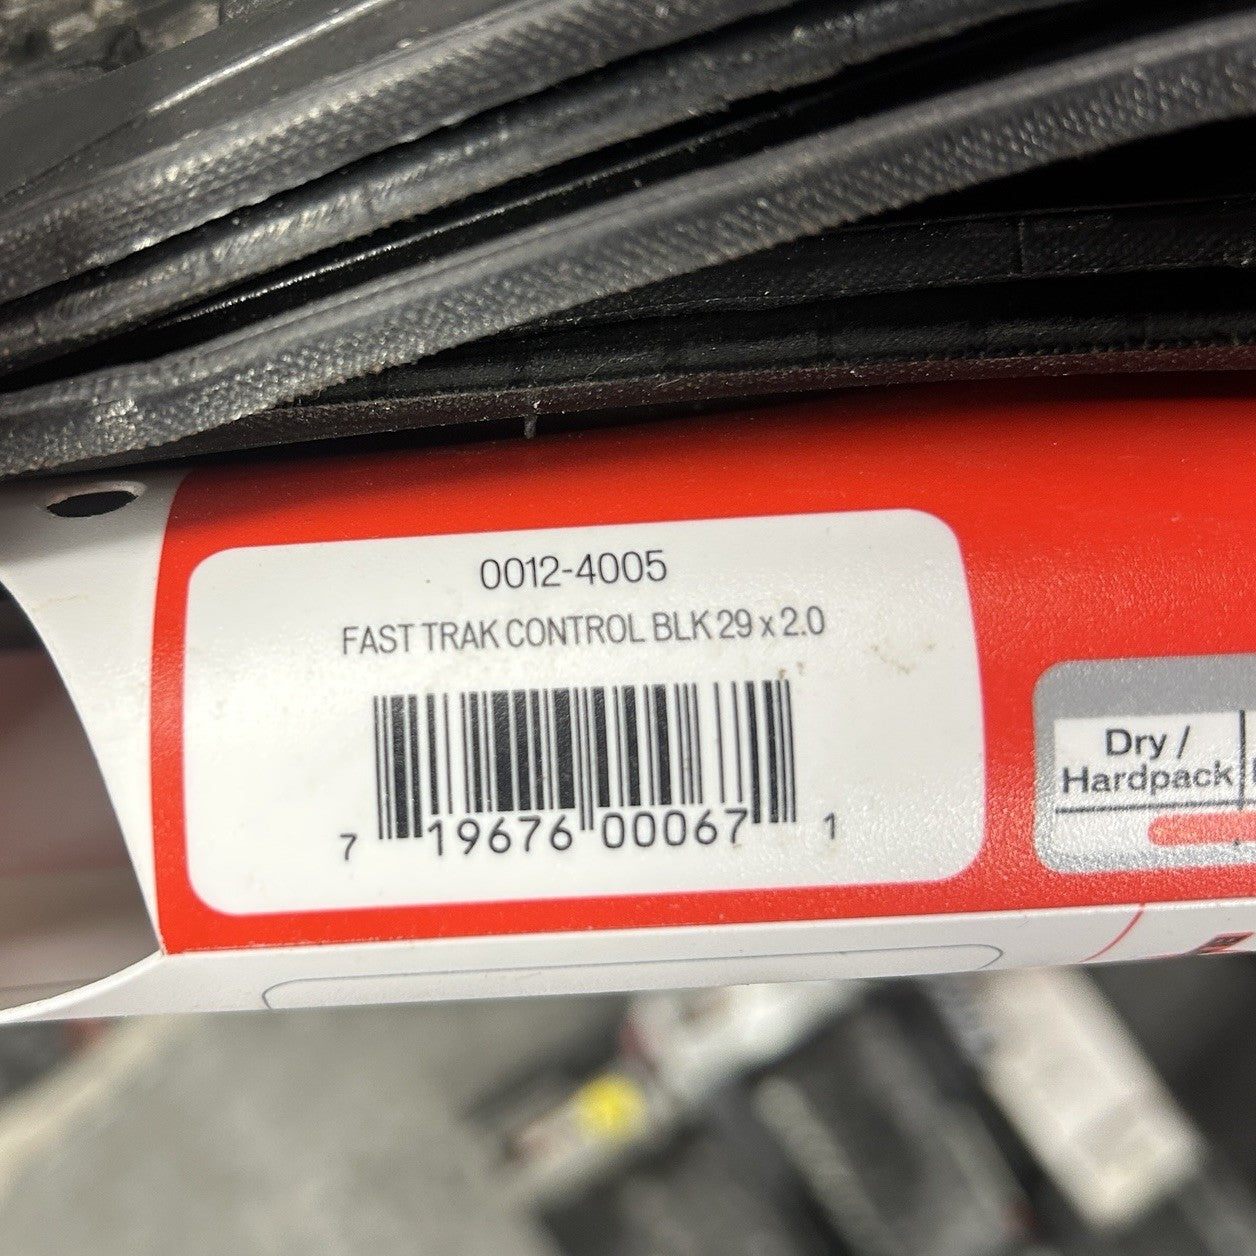 0012-4005
FAST TRAK CONTROL BLK 29 x 2.0
7 19676 00067 1
Dry /
Hardpack